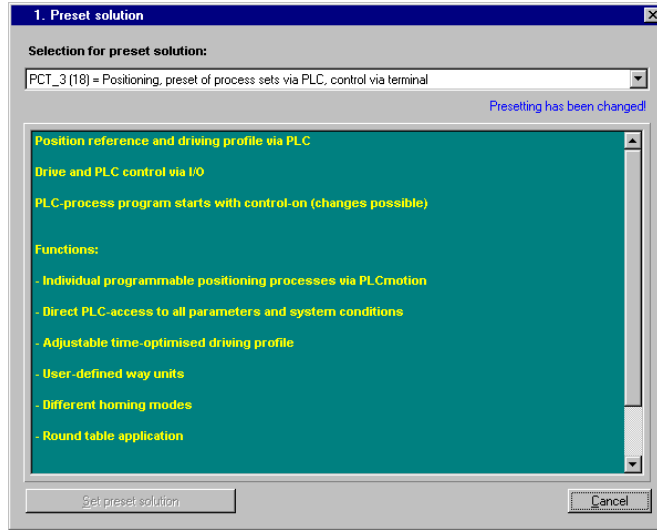 1. Preset solution
Selection for preset solution:
PCT_3 (18) = Positioning, preset of process sets via PLC, control via terminal
Presetting has been changed!
Position reference and driving profile via PLC
Drive and PLC control via I/O
PLC-process program starts with control-on (changes possible)
Functions:
- Individual programmable positioning processes via PLCmotion
- Direct PLC-access to all parameters and system conditions
- Adjustable time-optimised driving profile
- User-defined way units
- Different homing modes
- Round table application
Set preset solution
Cancel